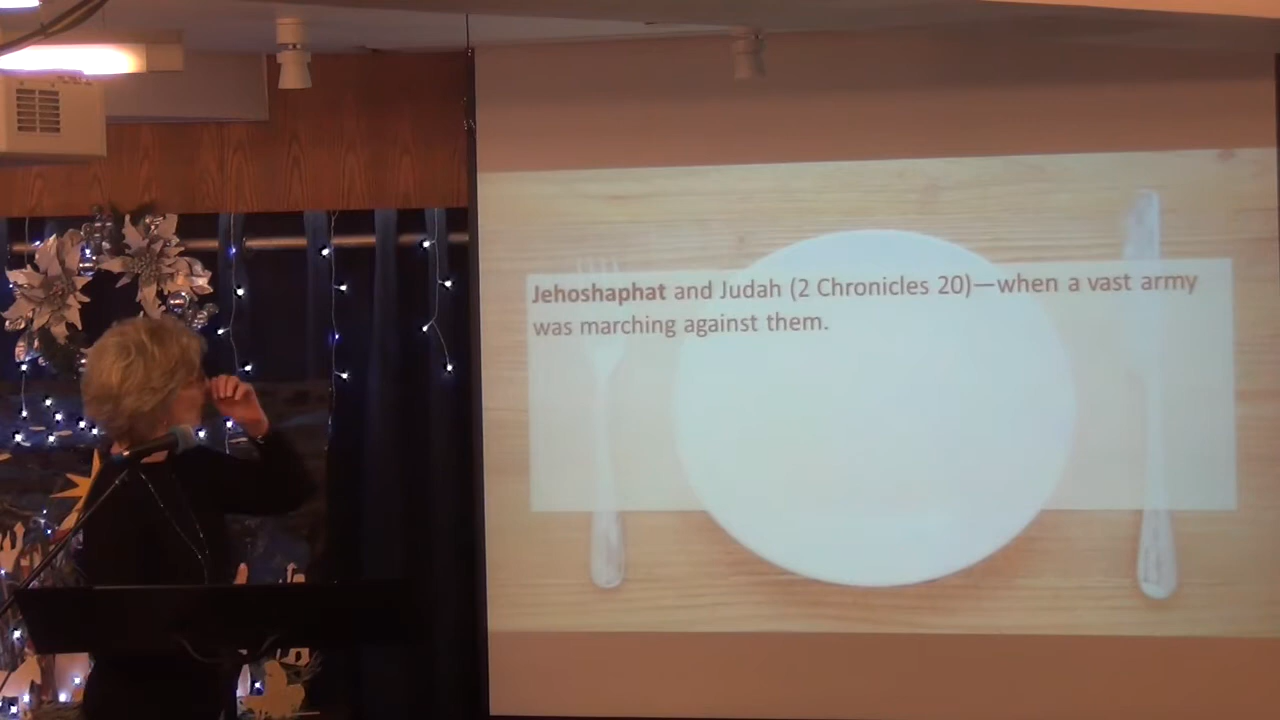 Jehoshaphat and Judah (2 Chronicles 20)—when a vast army
was marching against them.